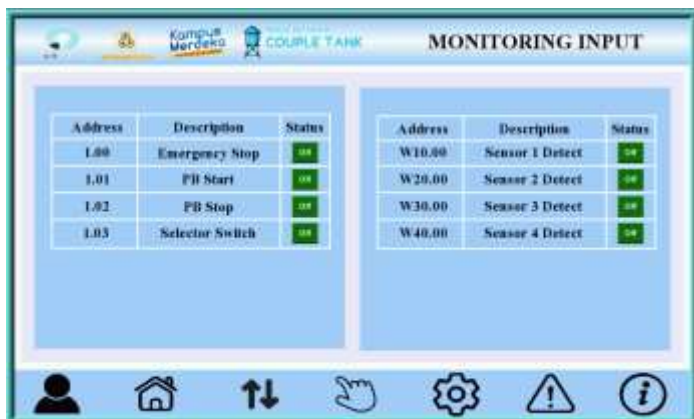 Kampus
Merdeka
COUPLE TANK
MONITORING INPUT
Address Description Status
1.00 Emergency Stop
1.01 PB Start
1.02 PB Stop
1.03 Selector Switch
Address Description Status
W10.00 Sensor 1 Detect
W20.00 Sensor 2 Detect
W30.00 Sensor 3 Detect
W40.00 Sensor 4 Detect